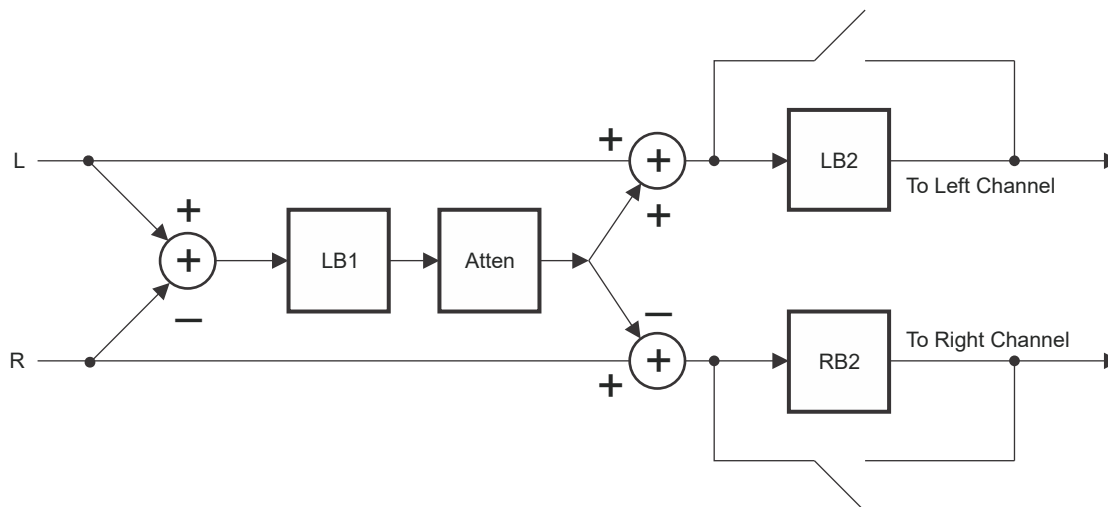 +
LB2
L
+
To Left Channel
+
+
+
LB1
Atten
−
−
To Right Channel
R
+
RB2
+